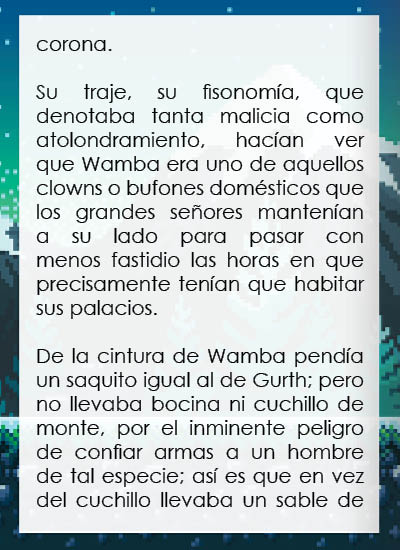 corona.
Su traje, su fisonomía, que
denotaba tanta malicia como
atolondramiento, hacían ver
que Wamba era uno de aquellos
clowns o bufones domésticos que
los grandes señores mantenían
a su lado para pasar con
menos fastidio las horas en que
precisamente tenían que habitar
sus palacios.
De la cintura de Wamba pendía
un saquito igual al de Gurth; pero
no llevaba bocina ni cuchillo de
monte, por el inminente peligro
de confiar armas a un hombre
de tal especie; así es que en vez
del cuchillo llevaba un sable de